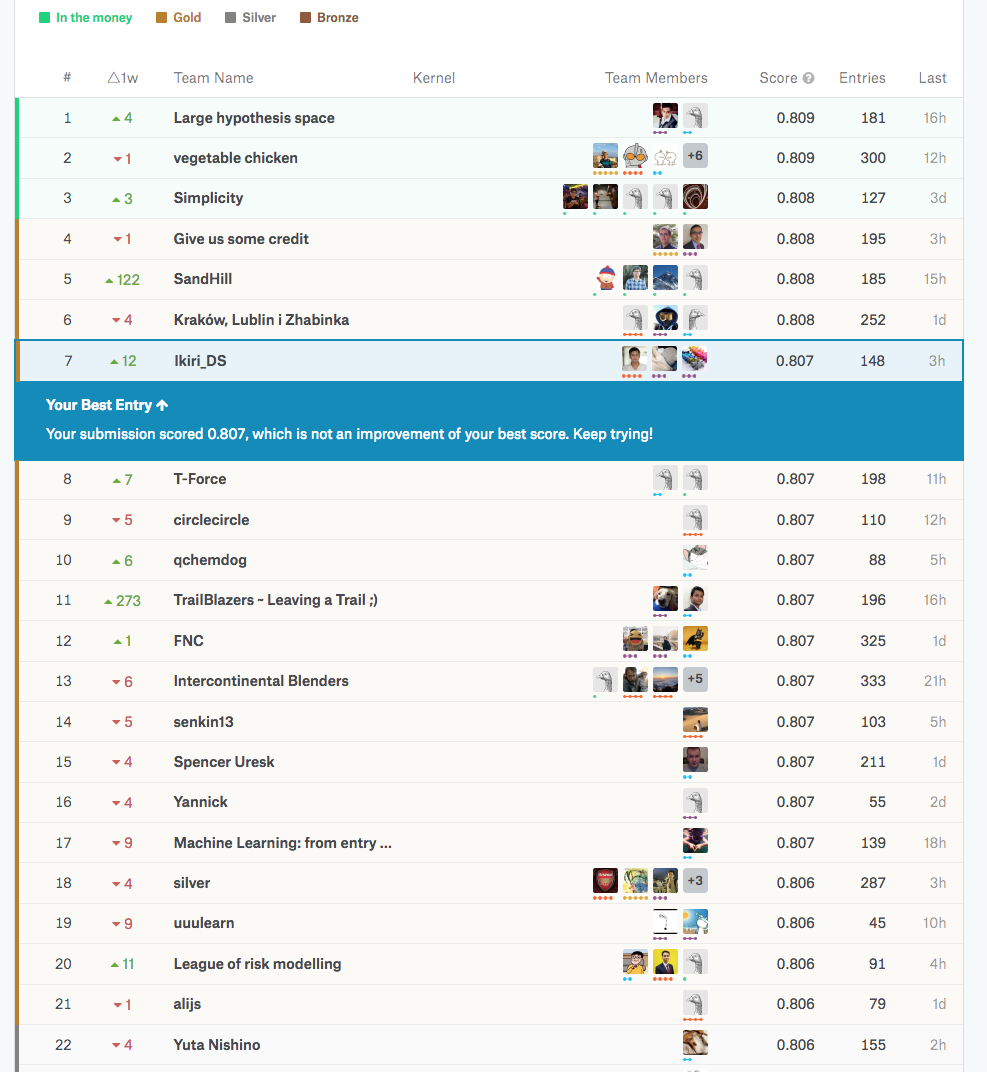 In the money Gold Silver Bronze
# △1w Team Name Kernel Team Members Score ? Entries Last
1 ▲ 4 Large hypothesis space 0.809 181 16h
2 ▼ 1 vegetable chicken +6 0.809 300 12h
3 ▲ 3 Simplicity 0.808 127 3d
4 ▼ 1 Give us some credit 0.808 195 3h
5 ▲ 122 SandHill 0.808 185 15h
6 ▼ 4 Kraków, Lublin i Zhabinka 0.808 252 1d
7 ▲ 12 Ikiri_DS 0.807 148 3h
Your Best Entry ↑
Your submission scored 0.807, which is not an improvement of your best score. Keep trying!
8 ▲ 7 T-Force 0.807 198 11h
9 ▼ 5 circlecircle 0.807 110 12h
10 ▲ 6 qchemdog 0.807 88 5h
11 ▲ 273 TrailBlazers ~ Leaving a Trail ;) 0.807 196 16h
12 ▲ 1 FNC 0.807 325 1d
13 ▼ 6 Intercontinental Blenders +5 0.807 333 21h
14 ▼ 5 senkin13 0.807 103 5h
15 ▼ 4 Spencer Uresk 0.807 211 1d
16 ▼ 4 Yannick 0.807 55 2d
17 ▼ 9 Machine Learning: from entry ... 0.807 139 18h
18 ▼ 4 silver Arsenal +3 0.806 287 3h
19 ▼ 9 uuulearn 0.806 45 10h
20 ▲ 11 League of risk modelling 0.806 91 4h
21 ▼ 1 alijs 0.806 79 1d
22 ▼ 4 Yuta Nishino 0.806 155 2h